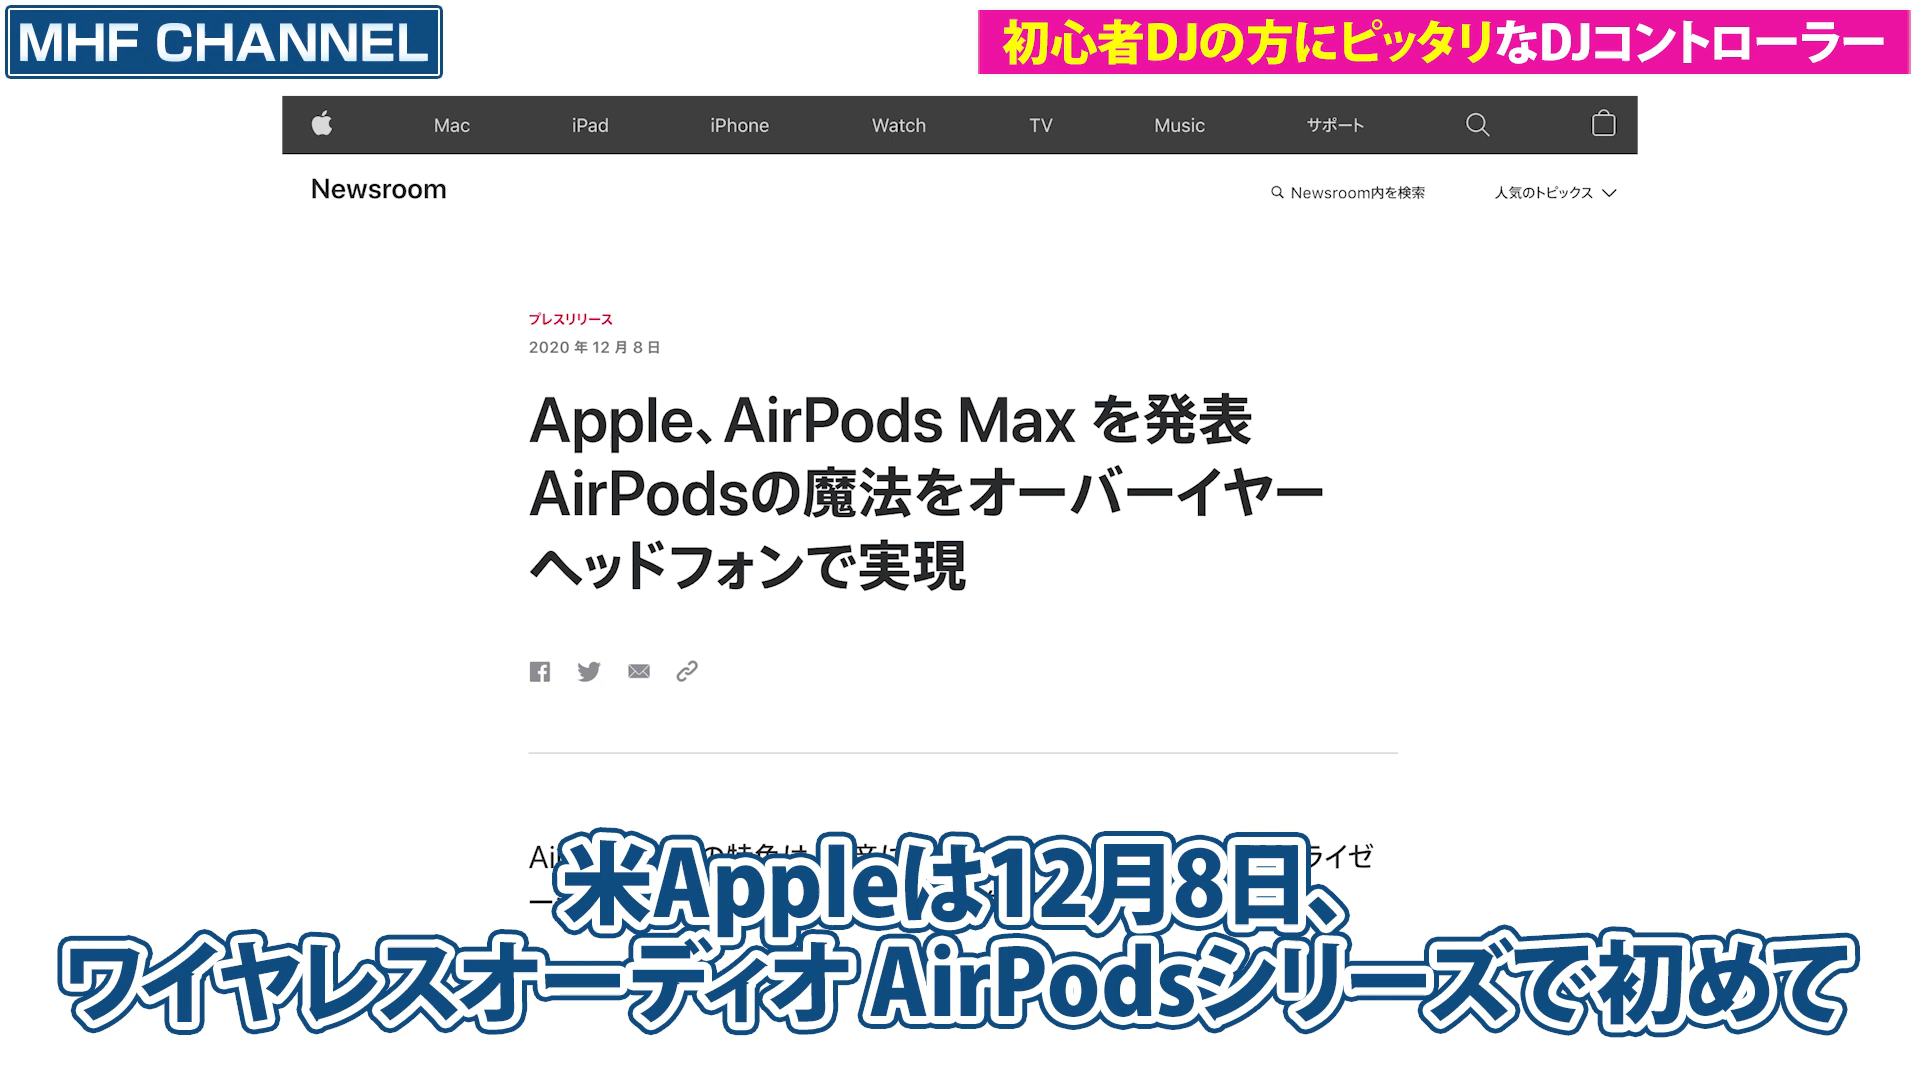 MHF CHANNEL
初心者DJの方にピッタリなDJコントローラー
Mac iPad iPhone Watch TV Music サポート
Newsroom
Newsroom内を検索
人気のトピックス
プレスリリース
2020 年 12 月 8 日
Apple、AirPods Max を発表
AirPodsの魔法をオーバーイヤー
ヘッドフォンで実現
米Appleは12月8日、
ワイヤレスオーディオ AirPodsシリーズで初めて